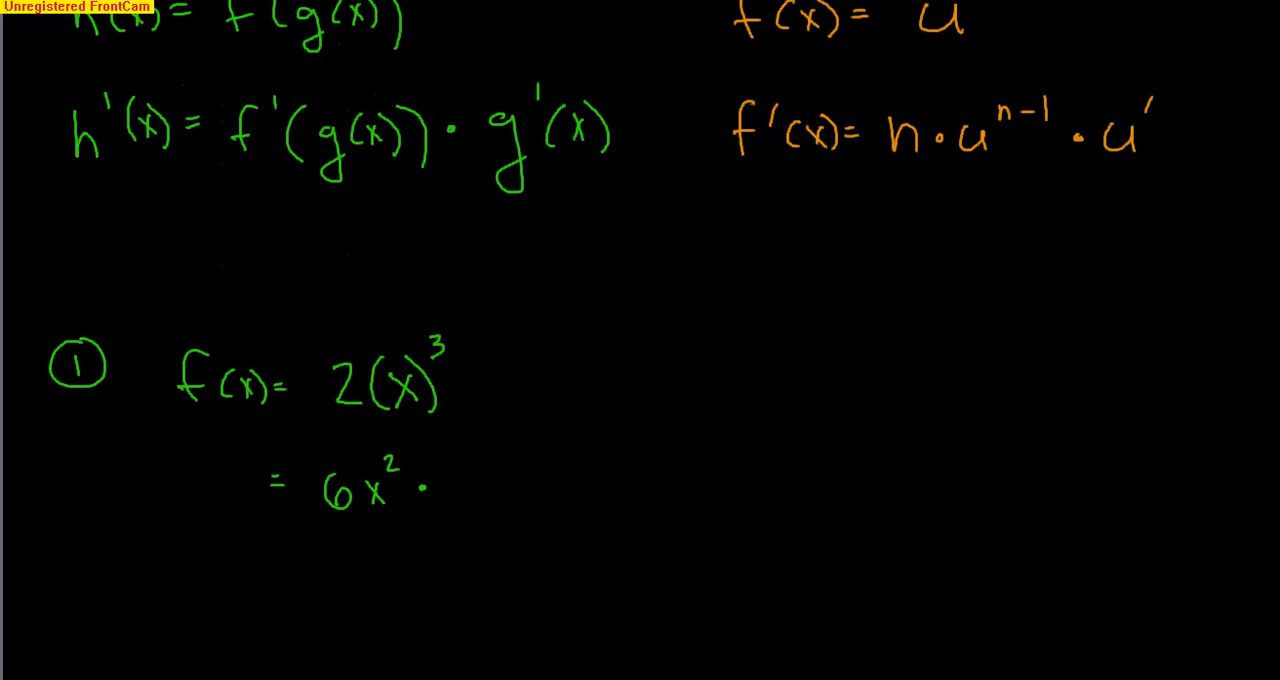 Unregistered FrontCam
h(x) = f(g(x))
f(x) = u
h'(x) = f'(g(x)) · g'(x)
f'(x) = n · u^{n-1} · u'
① f(x) = 2(x)^3
= 6x^2 ·